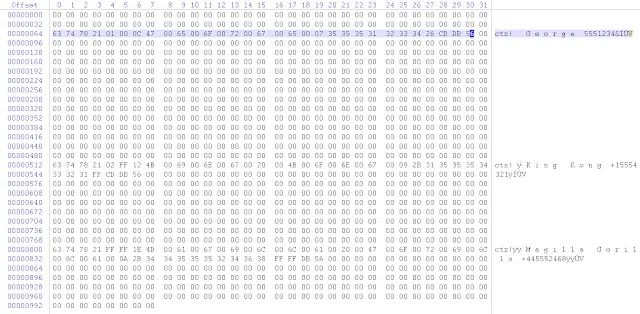 Offset 0 1 2 3 4 5 6 7 8 9 10 11 12 13 14 15 16 17 18 19 20 21 22 23 24 25 26 27 28 29 30 31
00000000 00 00 00 00 00 00 00 00 00 00 00 00 00 00 00 00 00 00 00 00 00 00 00 00 00 00 00 00 00 00 00 00
00000032 00 00 00 00 00 00 00 00 00 00 00 00 00 00 00 00 00 00 00 00 00 00 00 00 00 00 00 00 00 00 00 00
00000064 63 74 78 21 01 00 0C 47 00 65 00 6F 00 72 00 67 00 65 00 07 35 35 35 31 32 33 34 26 CD DB 56 00 ctx! G e o r g e 5551234&ÍÛV
00000096 00 00 00 00 00 00 00 00 00 00 00 00 00 00 00 00 00 00 00 00 00 00 00 00 00 00 00 00 00 00 00 00
00000128 00 00 00 00 00 00 00 00 00 00 00 00 00 00 00 00 00 00 00 00 00 00 00 00 00 00 00 00 00 00 00 00
00000160 00 00 00 00 00 00 00 00 00 00 00 00 00 00 00 00 00 00 00 00 00 00 00 00 00 00 00 00 00 00 00 00
00000192 00 00 00 00 00 00 00 00 00 00 00 00 00 00 00 00 00 00 00 00 00 00 00 00 00 00 00 00 00 00 00 00
00000224 00 00 00 00 00 00 00 00 00 00 00 00 00 00 00 00 00 00 00 00 00 00 00 00 00 00 00 00 00 00 00 00
00000256 00 00 00 00 00 00 00 00 00 00 00 00 00 00 00 00 00 00 00 00 00 00 00 00 00 00 00 00 00 00 00 00
00000288 00 00 00 00 00 00 00 00 00 00 00 00 00 00 00 00 00 00 00 00 00 00 00 00 00 00 00 00 00 00 00 00
00000320 00 00 00 00 00 00 00 00 00 00 00 00 00 00 00 00 00 00 00 00 00 00 00 00 00 00 00 00 00 00 00 00
00000352 00 00 00 00 00 00 00 00 00 00 00 00 00 00 00 00 00 00 00 00 00 00 00 00 00 00 00 00 00 00 00 00
00000384 00 00 00 00 00 00 00 00 00 00 00 00 00 00 00 00 00 00 00 00 00 00 00 00 00 00 00 00 00 00 00 00
00000416 00 00 00 00 00 00 00 00 00 00 00 00 00 00 00 00 00 00 00 00 00 00 00 00 00 00 00 00 00 00 00 00
00000448 00 00 00 00 00 00 00 00 00 00 00 00 00 00 00 00 00 00 00 00 00 00 00 00 00 00 00 00 00 00 00 00
00000480 00 00 00 00 00 00 00 00 00 00 00 00 00 00 00 00 00 00 00 00 00 00 00 00 00 00 00 00 00 00 00 00
00000512 63 74 78 21 02 FF 12 4B 00 69 00 6E 00 67 00 20 00 4B 00 6F 00 6E 00 67 00 09 2B 31 35 35 35 34 ctx! ÿ K i n g K o n g +15554
00000544 33 32 31 FF CD DB 56 00 00 00 00 00 00 00 00 00 00 00 00 00 00 00 00 00 00 00 00 00 00 00 00 00 321ÿÍÛV
00000576 00 00 00 00 00 00 00 00 00 00 00 00 00 00 00 00 00 00 00 00 00 00 00 00 00 00 00 00 00 00 00 00
00000608 00 00 00 00 00 00 00 00 00 00 00 00 00 00 00 00 00 00 00 00 00 00 00 00 00 00 00 00 00 00 00 00
00000640 00 00 00 00 00 00 00 00 00 00 00 00 00 00 00 00 00 00 00 00 00 00 00 00 00 00 00 00 00 00 00 00
00000672 00 00 00 00 00 00 00 00 00 00 00 00 00 00 00 00 00 00 00 00 00 00 00 00 00 00 00 00 00 00 00 00
00000704 00 00 00 00 00 00 00 00 00 00 00 00 00 00 00 00 00 00 00 00 00 00 00 00 00 00 00 00 00 00 00 00
00000736 00 00 00 00 00 00 00 00 00 00 00 00 00 00 00 00 00 00 00 00 00 00 00 00 00 00 00 00 00 00 00 00
00000768 00 00 00 00 00 00 00 00 00 00 00 00 00 00 00 00 00 00 00 00 00 00 00 00 00 00 00 00 00 00 00 00
00000800 63 74 78 21 FF FF 1E 4D 00 61 00 67 00 69 00 6C 00 6C 00 61 00 20 00 47 00 6F 00 72 00 69 00 6C ctx!ÿÿ M a g i l l a G o r i l
00000832 00 6C 00 61 00 0A 2B 34 34 35 35 35 32 34 36 38 FF FF DB 56 00 00 00 00 00 00 00 00 00 00 00 00 l a +445552468ÿÿÛV
00000864 00 00 00 00 00 00 00 00 00 00 00 00 00 00 00 00 00 00 00 00 00 00 00 00 00 00 00 00 00 00 00 00
00000896 00 00 00 00 00 00 00 00 00 00 00 00 00 00 00 00 00 00 00 00 00 00 00 00 00 00 00 00 00 00 00 00
00000928 00 00 00 00 00 00 00 00 00 00 00 00 00 00 00 00 00 00 00 00 00 00 00 00 00 00 00 00 00 00 00 00
00000960 00 00 00 00 00 00 00 00 00 00 00 00 00 00 00 00 00 00 00 00 00 00 00 00 00 00 00 00 00 00 00 00
00000992 00 00 00 00 00 00 00 00